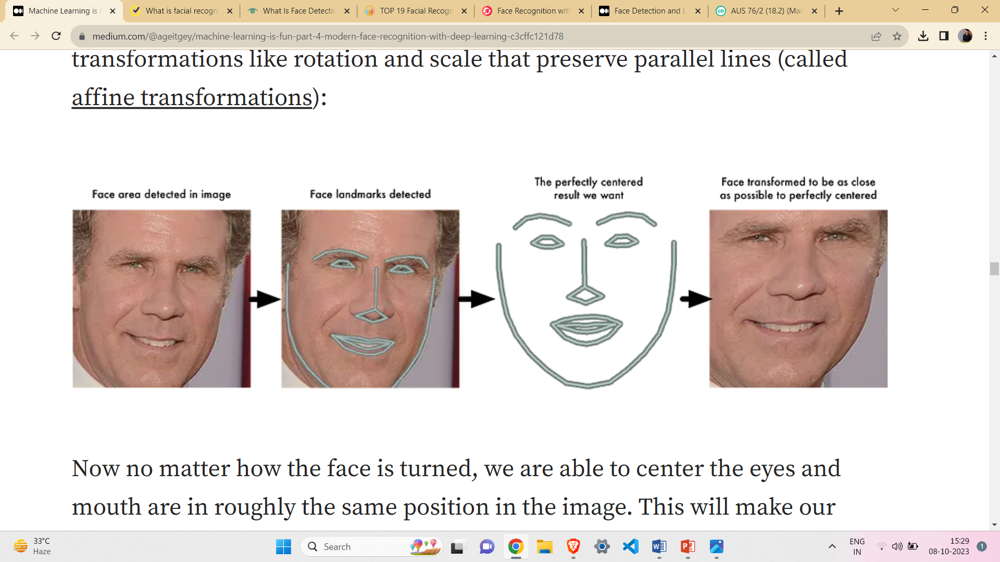 Machine Learning is F
What is facial recogni
What Is Face Detectio
TOP 19 Facial Recogn
Face Recognition with
Face Detection and L
AUS 76/2 (18.2) (Mar
medium.com/@ageitgey/machine-learning-is-fun-part-4-modern-face-recognition-with-deep-learning-c3cffc121d78
transformations like rotation and scale that preserve parallel lines (called
affine transformations):
Face area detected in image
Face landmarks detected
The perfectly centered
result we want
Face transformed to be as close
as possible to perfectly centered
Now no matter how the face is turned, we are able to center the eyes and
mouth are in roughly the same position in the image. This will make our
33°C
Haze
Search
ENG
IN
15:29
08-10-2023
1